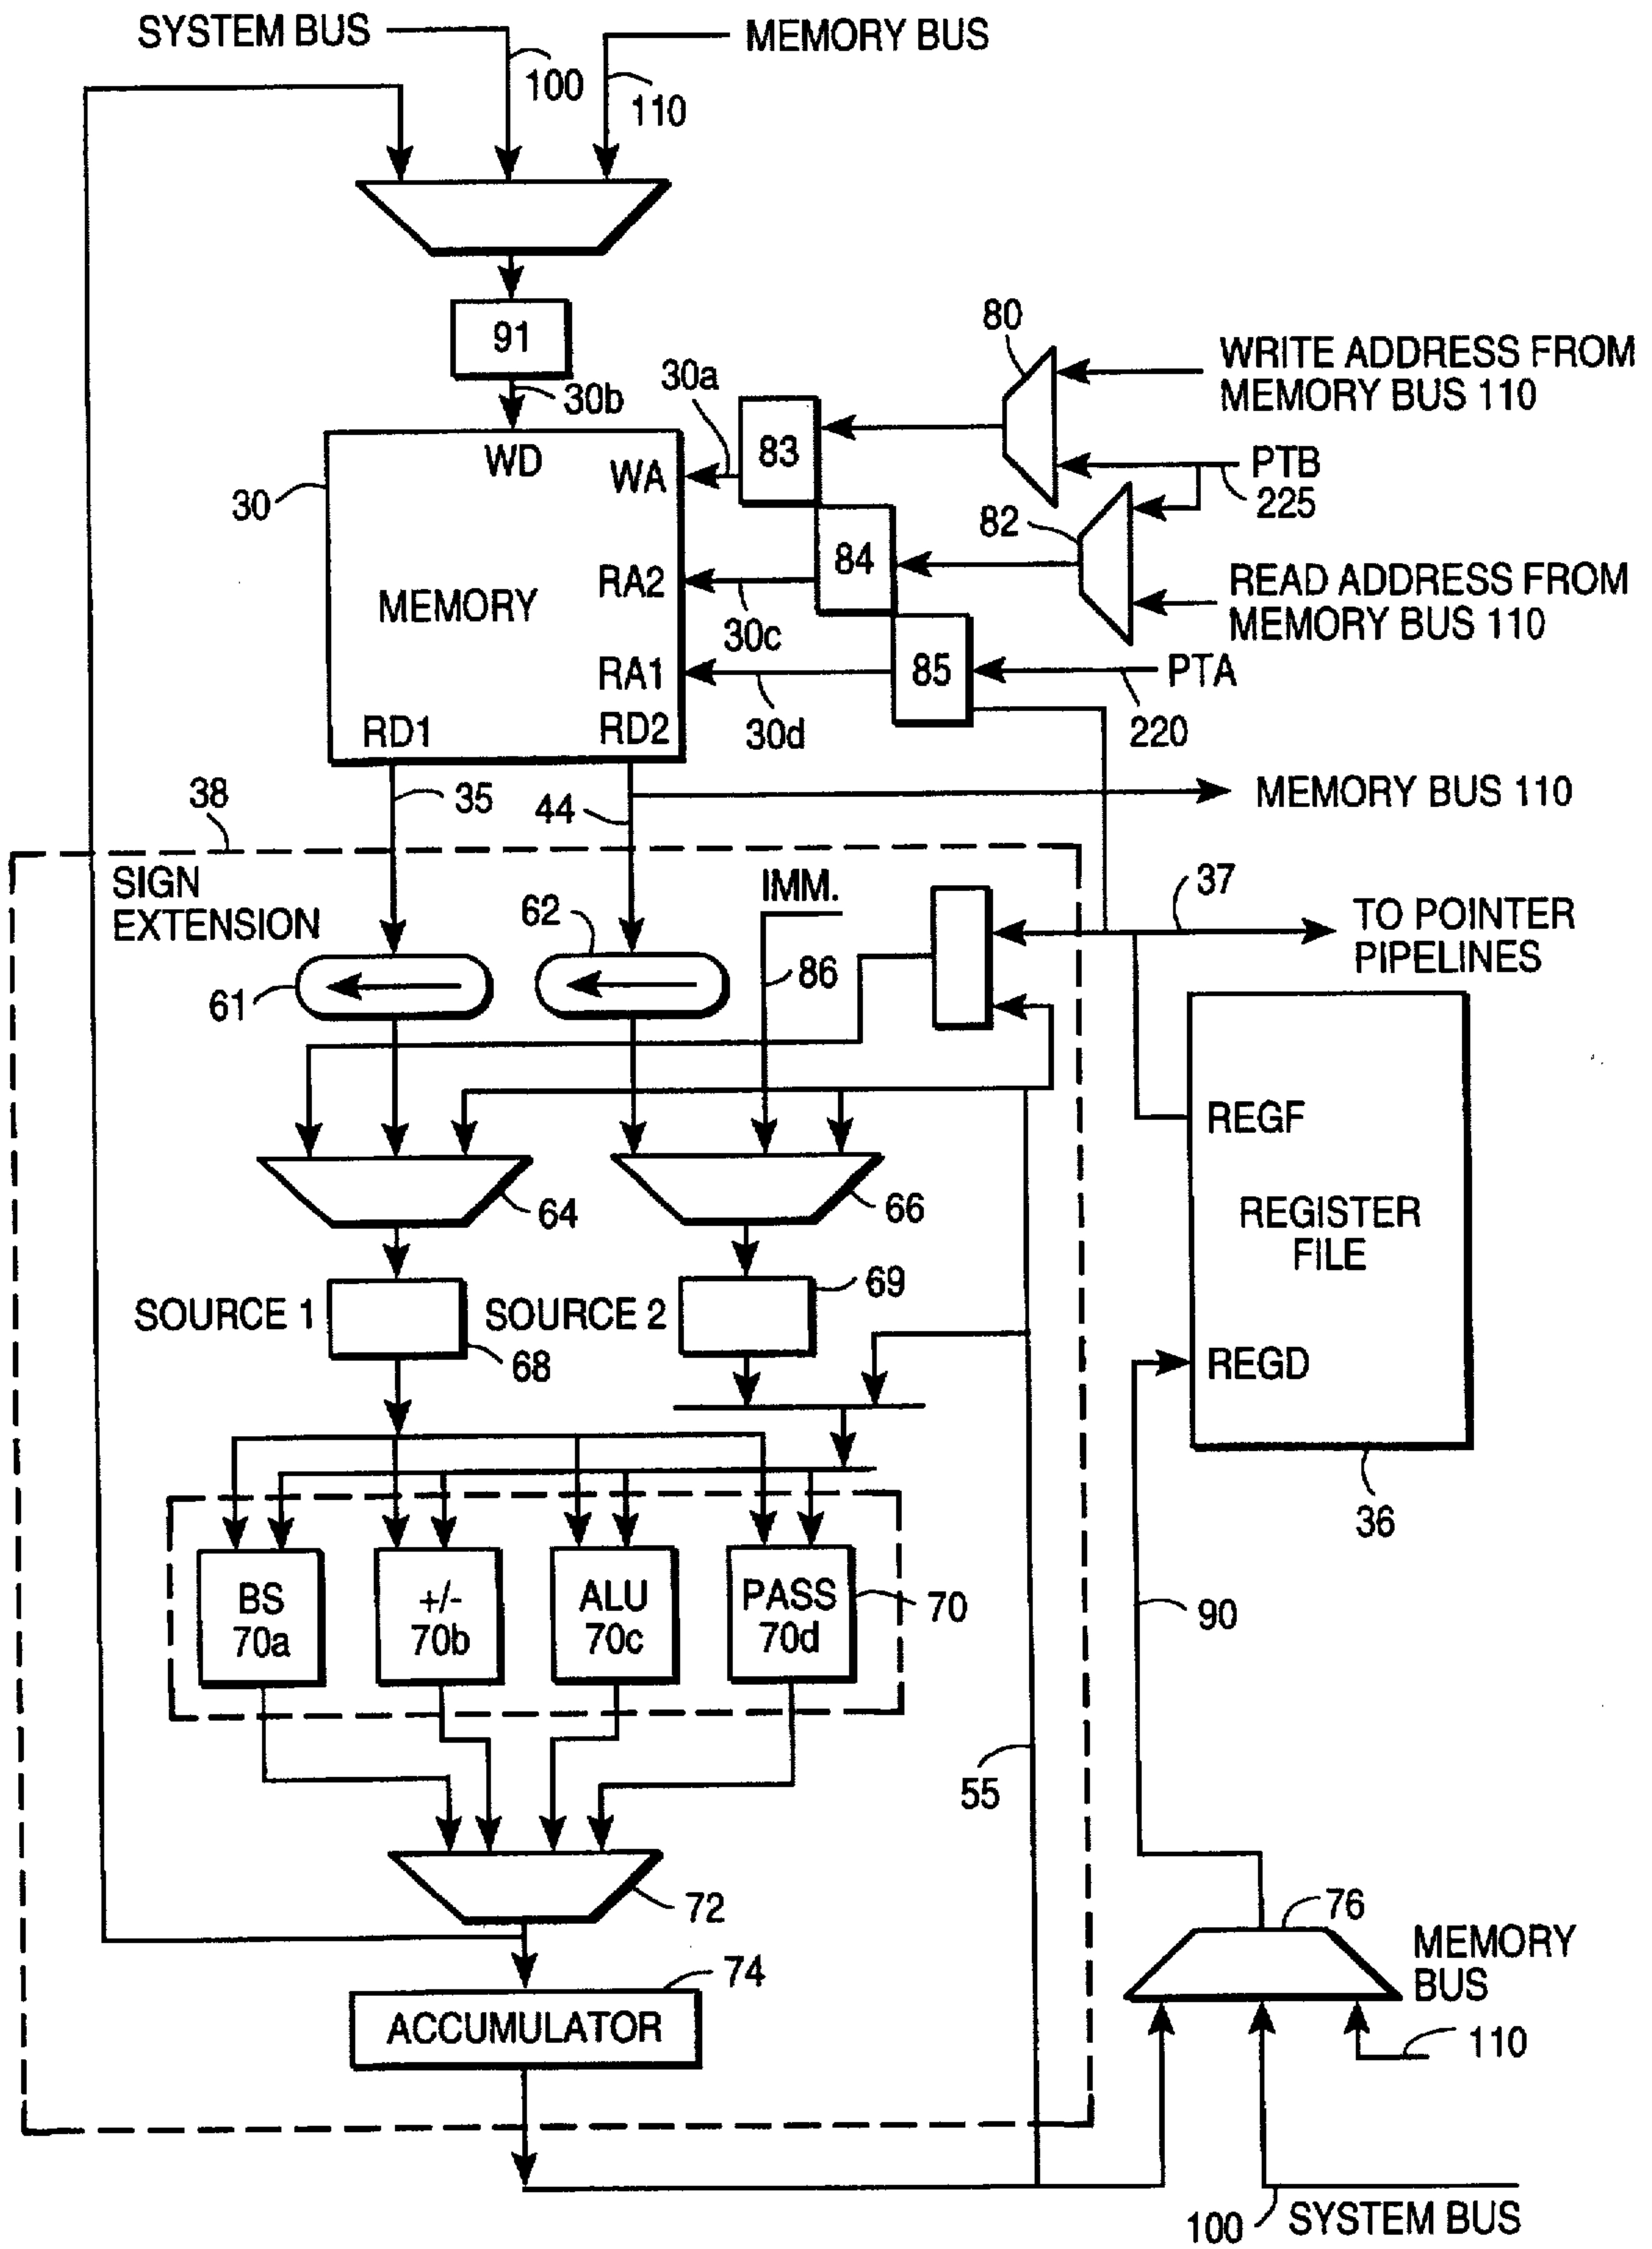 SYSTEM BUS
MEMORY BUS
100
110
91
30b
30a
80
WRITE ADDRESS FROM
MEMORY BUS 110
83
WD
WA
30
PTB
225
82
84
RA2
MEMORY
30c
READ ADDRESS FROM
MEMORY BUS 110
RA1
85
PTA
30d
220
RD1
RD2
38
35
44
MEMORY BUS 110
SIGN
EXTENSION
IMM.
62
37
TO POINTER
PIPELINES
61
86
REGF
64
66
REGISTER
FILE
SOURCE 1
SOURCE 2
69
68
REGD
36
BS
70a
+/-
70b
ALU
70c
PASS
70d
70
90
55
72
76
MEMORY
BUS
74
ACCUMULATOR
110
100
SYSTEM BUS